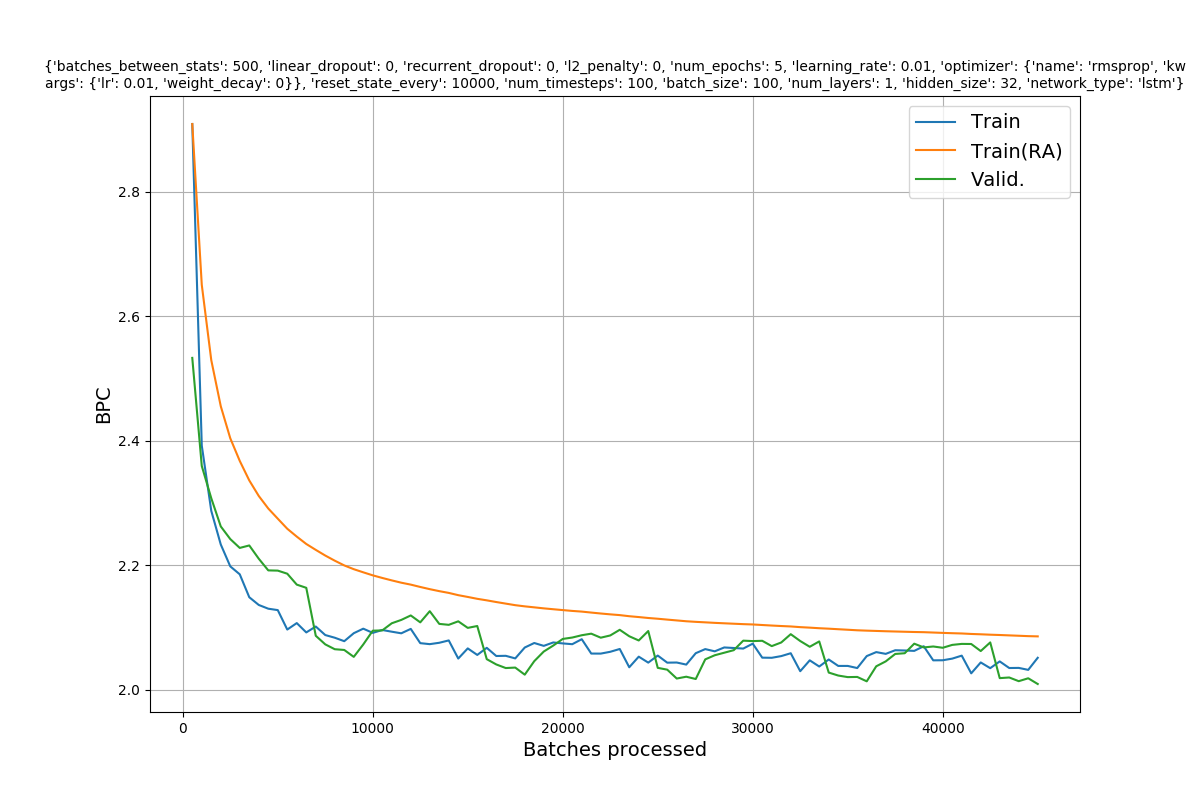 {'batches_between_stats': 500, 'linear_dropout': 0, 'recurrent_dropout': 0, 'l2_penalty': 0, 'num_epochs': 5, 'learning_rate': 0.01, 'optimizer': {'name': 'rmsprop', 'kw
args': {'lr': 0.01, 'weight_decay': 0}}, 'reset_state_every': 10000, 'num_timesteps': 100, 'batch_size': 100, 'num_layers': 1, 'hidden_size': 32, 'network_type': 'lstm'}
Train
Train(RA)
Valid.
2.8
2.6
2.4
2.2
2.0
BPC
0 10000 20000 30000 40000
Batches processed